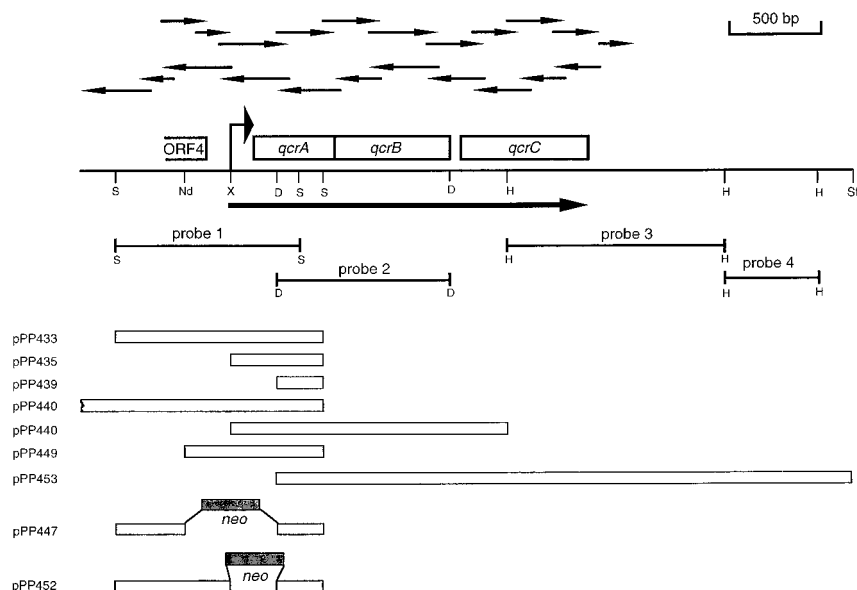 500 bp
ORF4 qcrA qcrB qcrC
S Nd X D S S D H H H St
probe 1 probe 3
S S H H
probe 2 probe 4
D D H H
pPP433
pPP435
pPP439
pPP440
pPP440
pPP449
pPP453
neo
pPP447
neo
pPP452